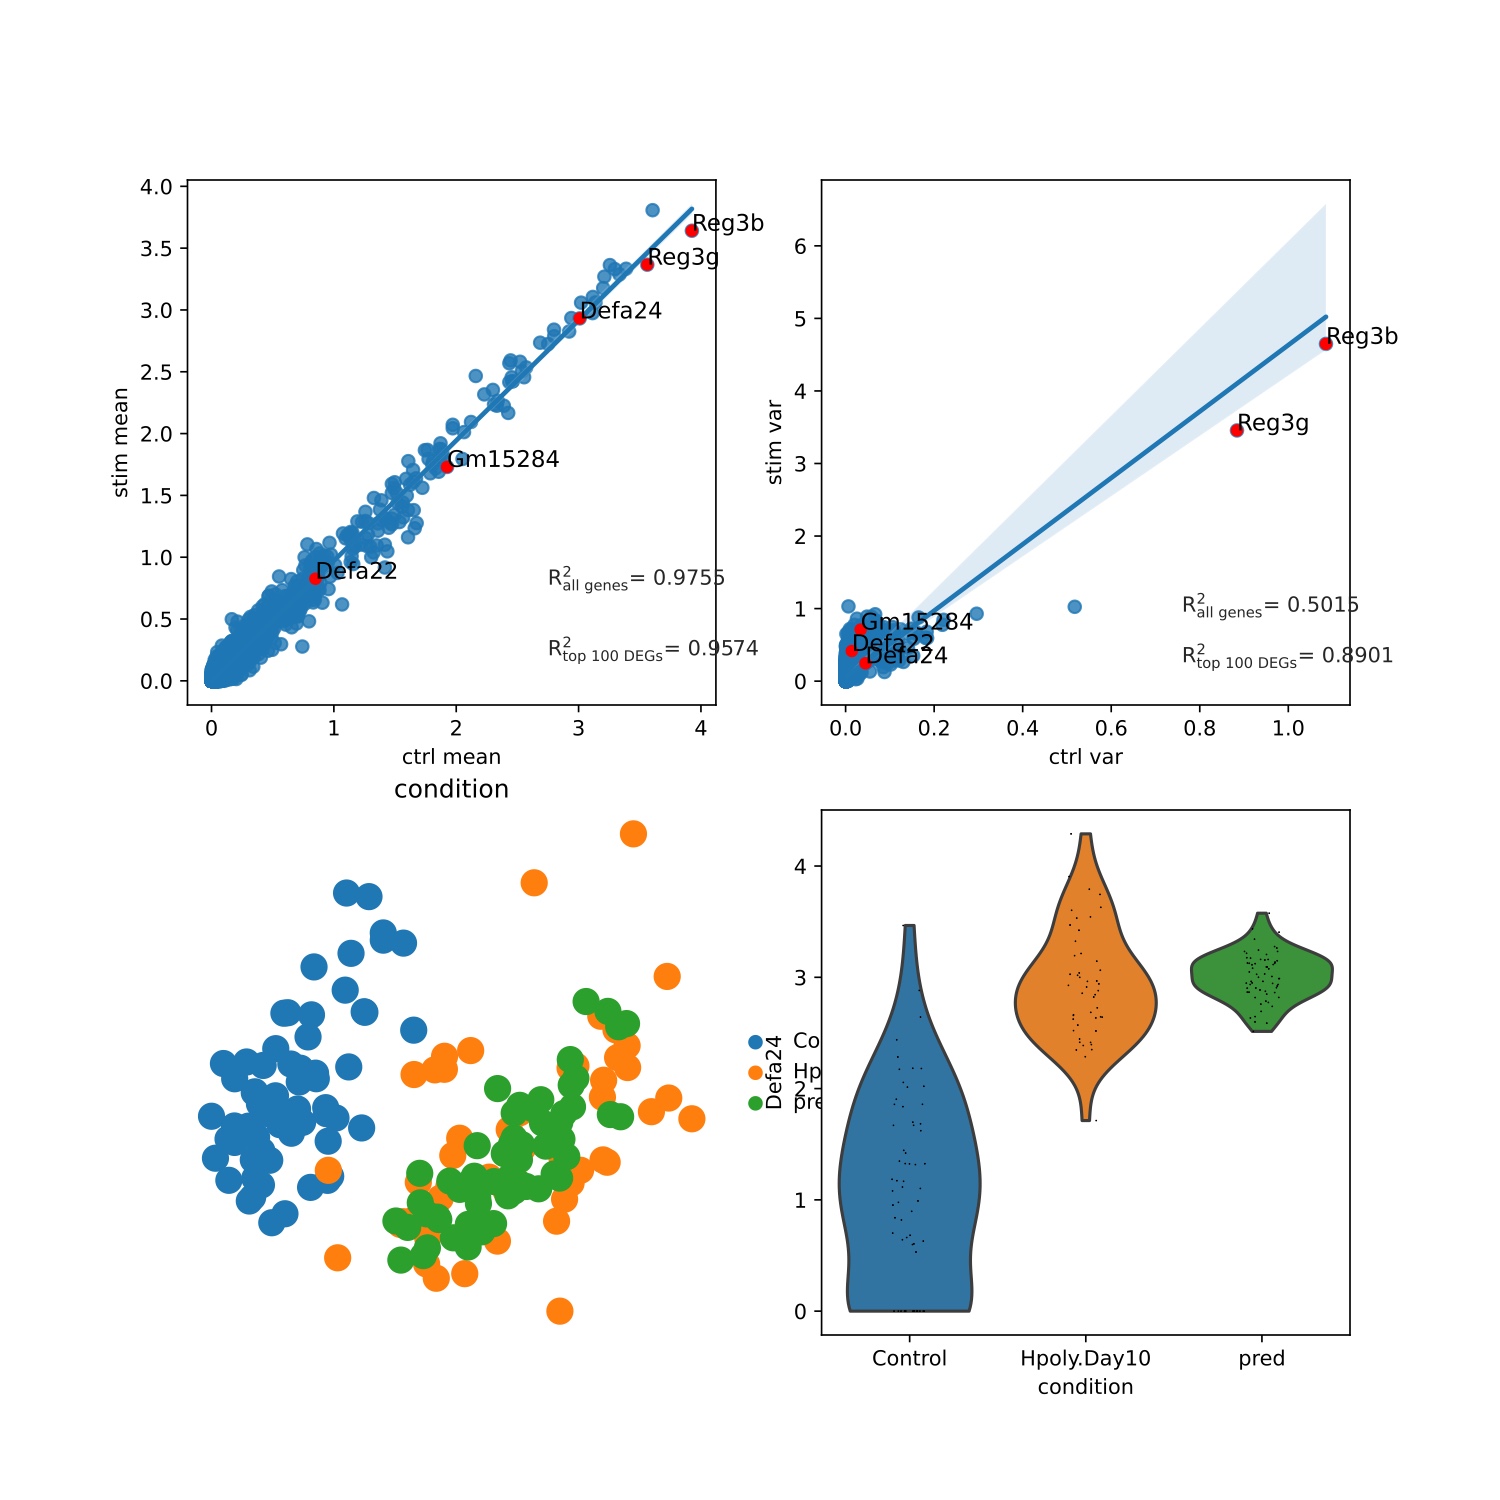 4.0
3.5
3.0
2.5
2.0
1.5
1.0
0.5
0.0
stim mean
Reg3b
Reg3g
Defa24
Gm15284
Defa22
R²all genes= 0.9755
R²top 100 DEGs= 0.9574
0 1 2 3 4
ctrl mean
6
5
4
3
2
1
0
stim var
Reg3b
Reg3g
Gm15284
Defa22
Defa24
R²all genes= 0.5015
R²top 100 DEGs= 0.8901
0.0 0.2 0.4 0.6 0.8 1.0
ctrl var
condition
Co
Hp
pre
Defa24
4
3
2
1
0
Control Hpoly.Day10 pred
condition